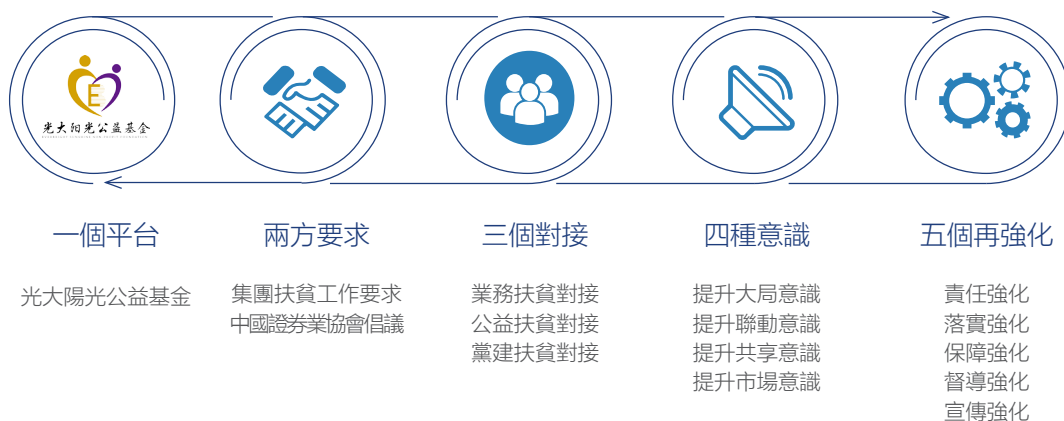 É
光大阳光公益基金
一個平台
兩方要求
三個對接
四種意識
五個再強化
光大陽光公益基金
集團扶貧工作要求
中國證券業協會倡議
業務扶貧對接
公益扶貧對接
黨建扶貧對接
提升大局意識
提升聯動意識
提升共享意識
提升市場意識
責任強化
落實強化
保障強化
督導強化
宣傳強化